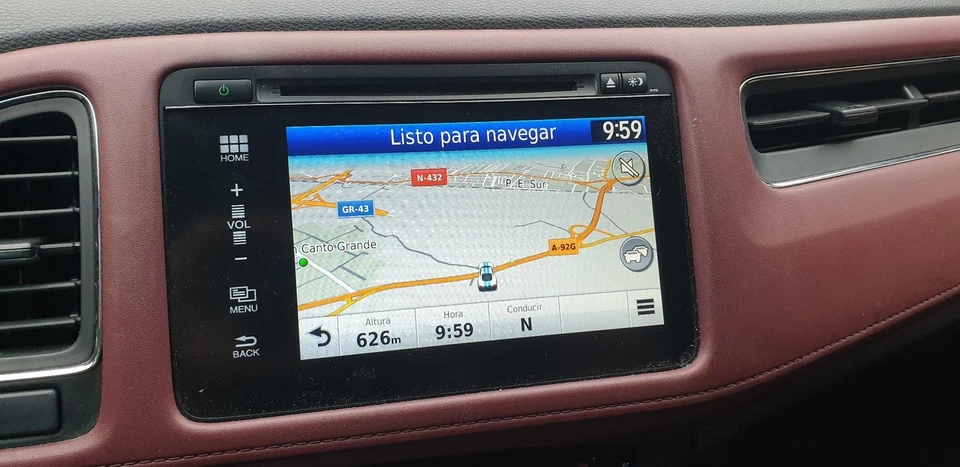 Listo para navegar
9:59
HOME
+
VOL
−
MENU
BACK
N-432
P. E. Sur
GR-43
Canto Grande
A-92G
Altura
626m
Hora
9:59
Conducir
N